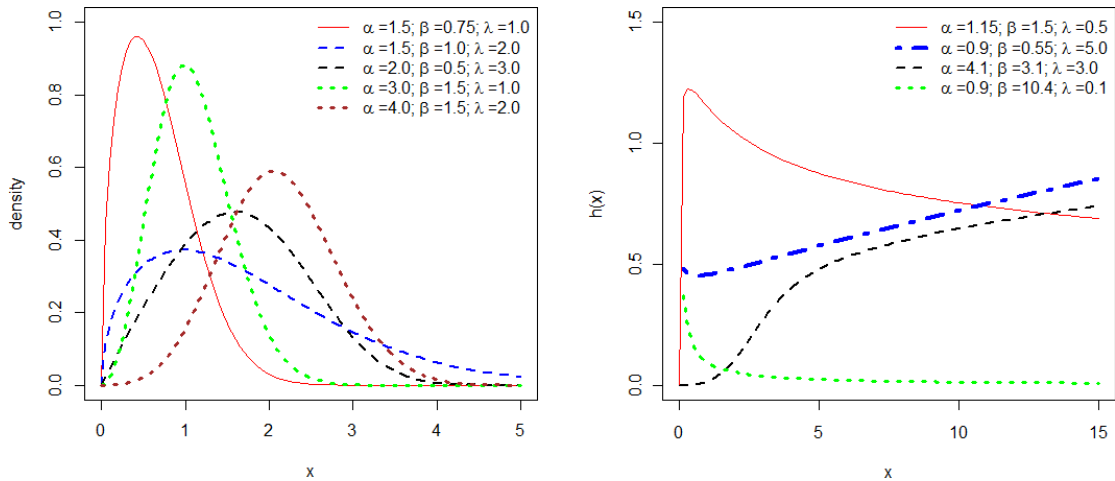 α =1.5; β =0.75; λ =1.0
α =1.5; β =1.0; λ =2.0
α =2.0; β =0.5; λ =3.0
α =3.0; β =1.5; λ =1.0
α =4.0; β =1.5; λ =2.0
density
1.0
0.8
0.6
0.4
0.2
0.0
0 1 2 3 4 5
x
α =1.15; β =1.5; λ =0.5
α =0.9; β =0.55; λ =5.0
α =4.1; β =3.1; λ =3.0
α =0.9; β =10.4; λ =0.1
h(x)
1.5
1.0
0.5
0.0
0 5 10 15
x